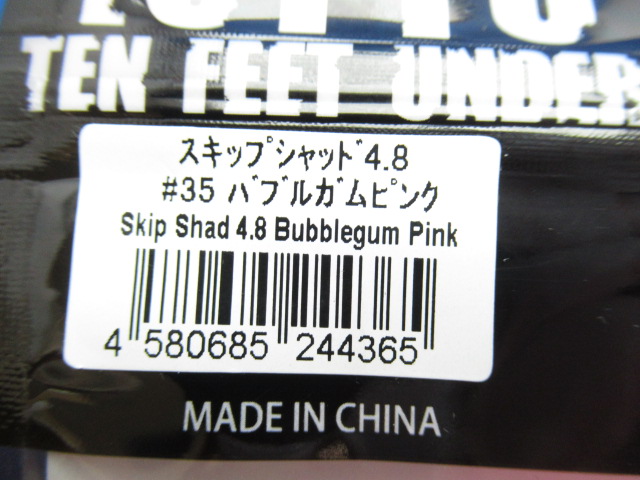 TEN FEET UNDER
スキップシャッド4.8
#35 バブルガムピンク
Skip Shad 4.8 Bubblegum Pink
4 580685 244365
MADE IN CHINA